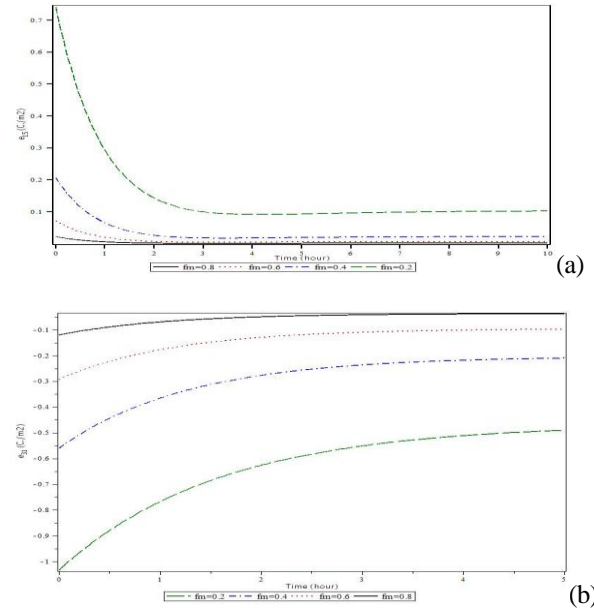 0.7
0.6
0.5
0.4
0.3
0.2
0.1
e15 (C/m2)
0 1 2 3 4 5 6 7 8 9 10
Time (hour)
fm=0.8 fm=0.6 fm=0.4 fm=0.2
(a)
-0.1
-0.2
-0.3
-0.4
-0.5
-0.6
-0.7
-0.8
-0.9
-1
e31 (C/m2)
0 1 2 3 4 5
Time (hour)
fm=0.2 fm=0.4 fm=0.6 fm=0.8
(b)